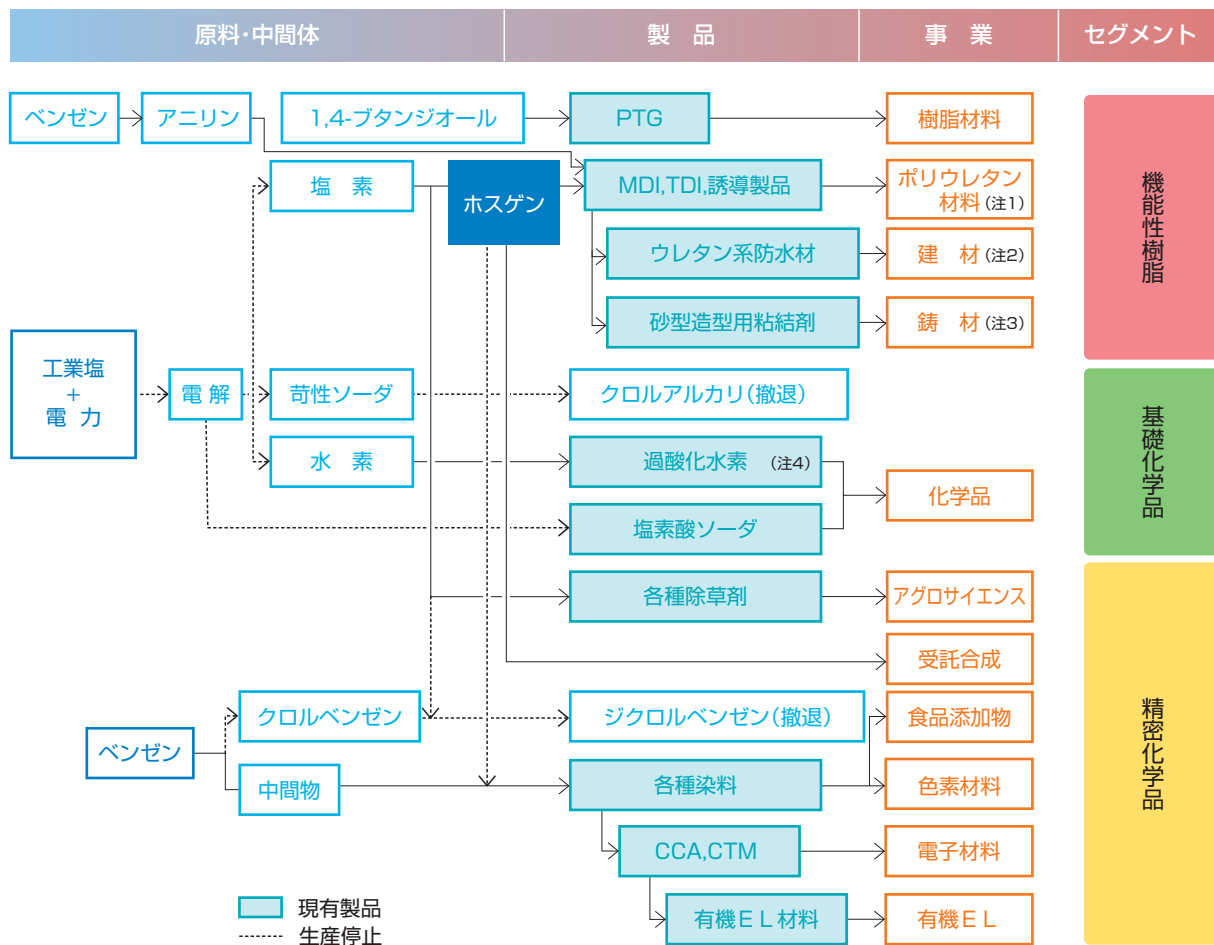 原料・中間体
製 品
事 業
セグメント
ベンゼン
アニリン
1,4-ブタンジオール
PTG
樹脂材料
塩 素
ホスゲン
MDI,TDI,誘導製品
ポリウレタン
材料(注1)
ウレタン系防水材
建 材(注2)
砂型造型用粘結剤
鋳 材(注3)
機能性樹脂
工業塩
+
電 力
電 解
苛性ソーダ
クロルアルカリ(撤退)
水 素
過酸化水素 (注4)
化学品
塩素酸ソーダ
基礎化学品
各種除草剤
アグロサイエンス
受託合成
クロルベンゼン
ジクロルベンゼン(撤退)
食品添加物
ベンゼン
中間物
各種染料
色素材料
CCA,CTM
電子材料
有機EL材料
有機EL
精密化学品
現有製品
生産停止